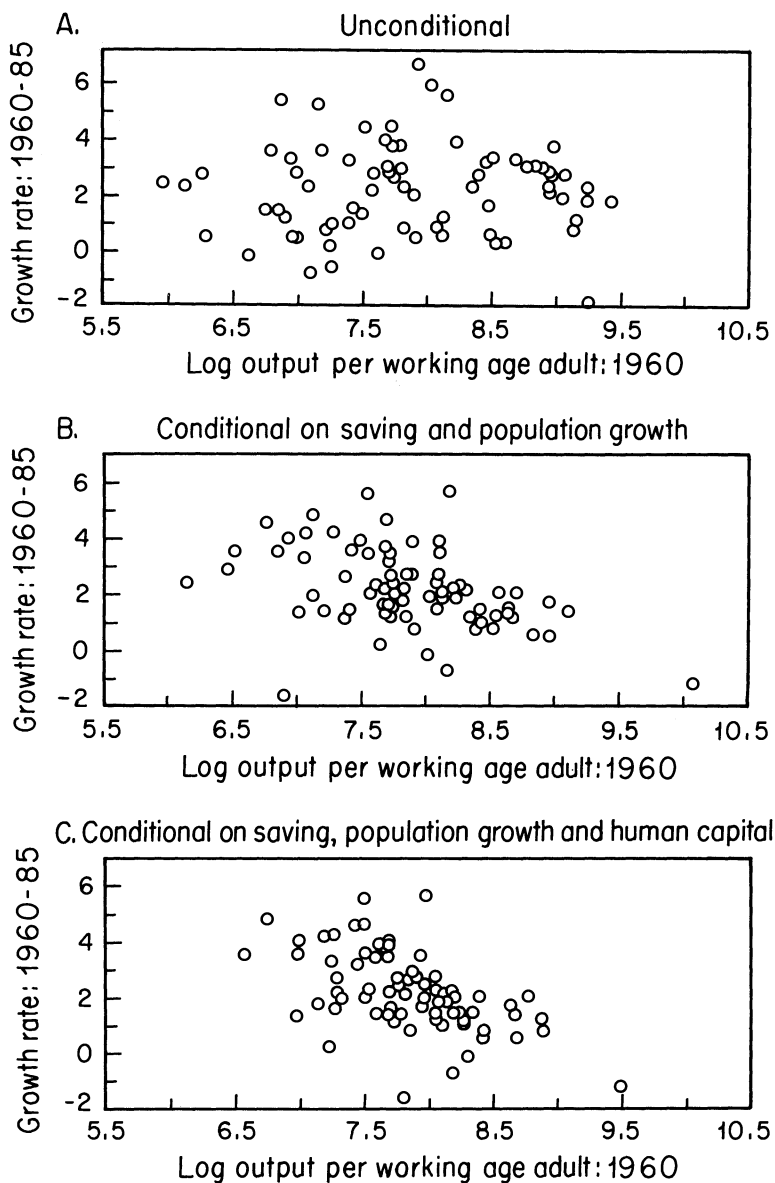 A. Unconditional
Growth rate: 1960-85
6
4
2
0
-2
5.5 6.5 7.5 8.5 9.5 10.5
Log output per working age adult: 1960
B. Conditional on saving and population growth
Growth rate: 1960-85
6
4
2
0
-2
5.5 6.5 7.5 8.5 9.5 10.5
Log output per working age adult: 1960
C. Conditional on saving, population growth and human capital
Growth rate: 1960-85
6
4
2
0
-2
5.5 6.5 7.5 8.5 9.5 10.5
Log output per working age adult: 1960